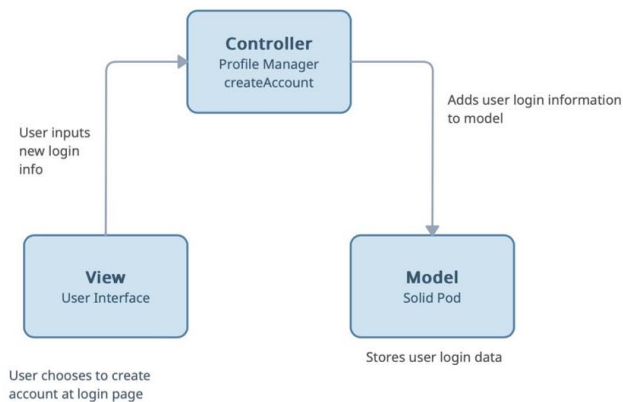 Controller
Profile Manager
createAccount
Adds user login information
to model
User inputs
new login
info
View
User Interface
Model
Solid Pod
Stores user login data
User chooses to create
account at login page